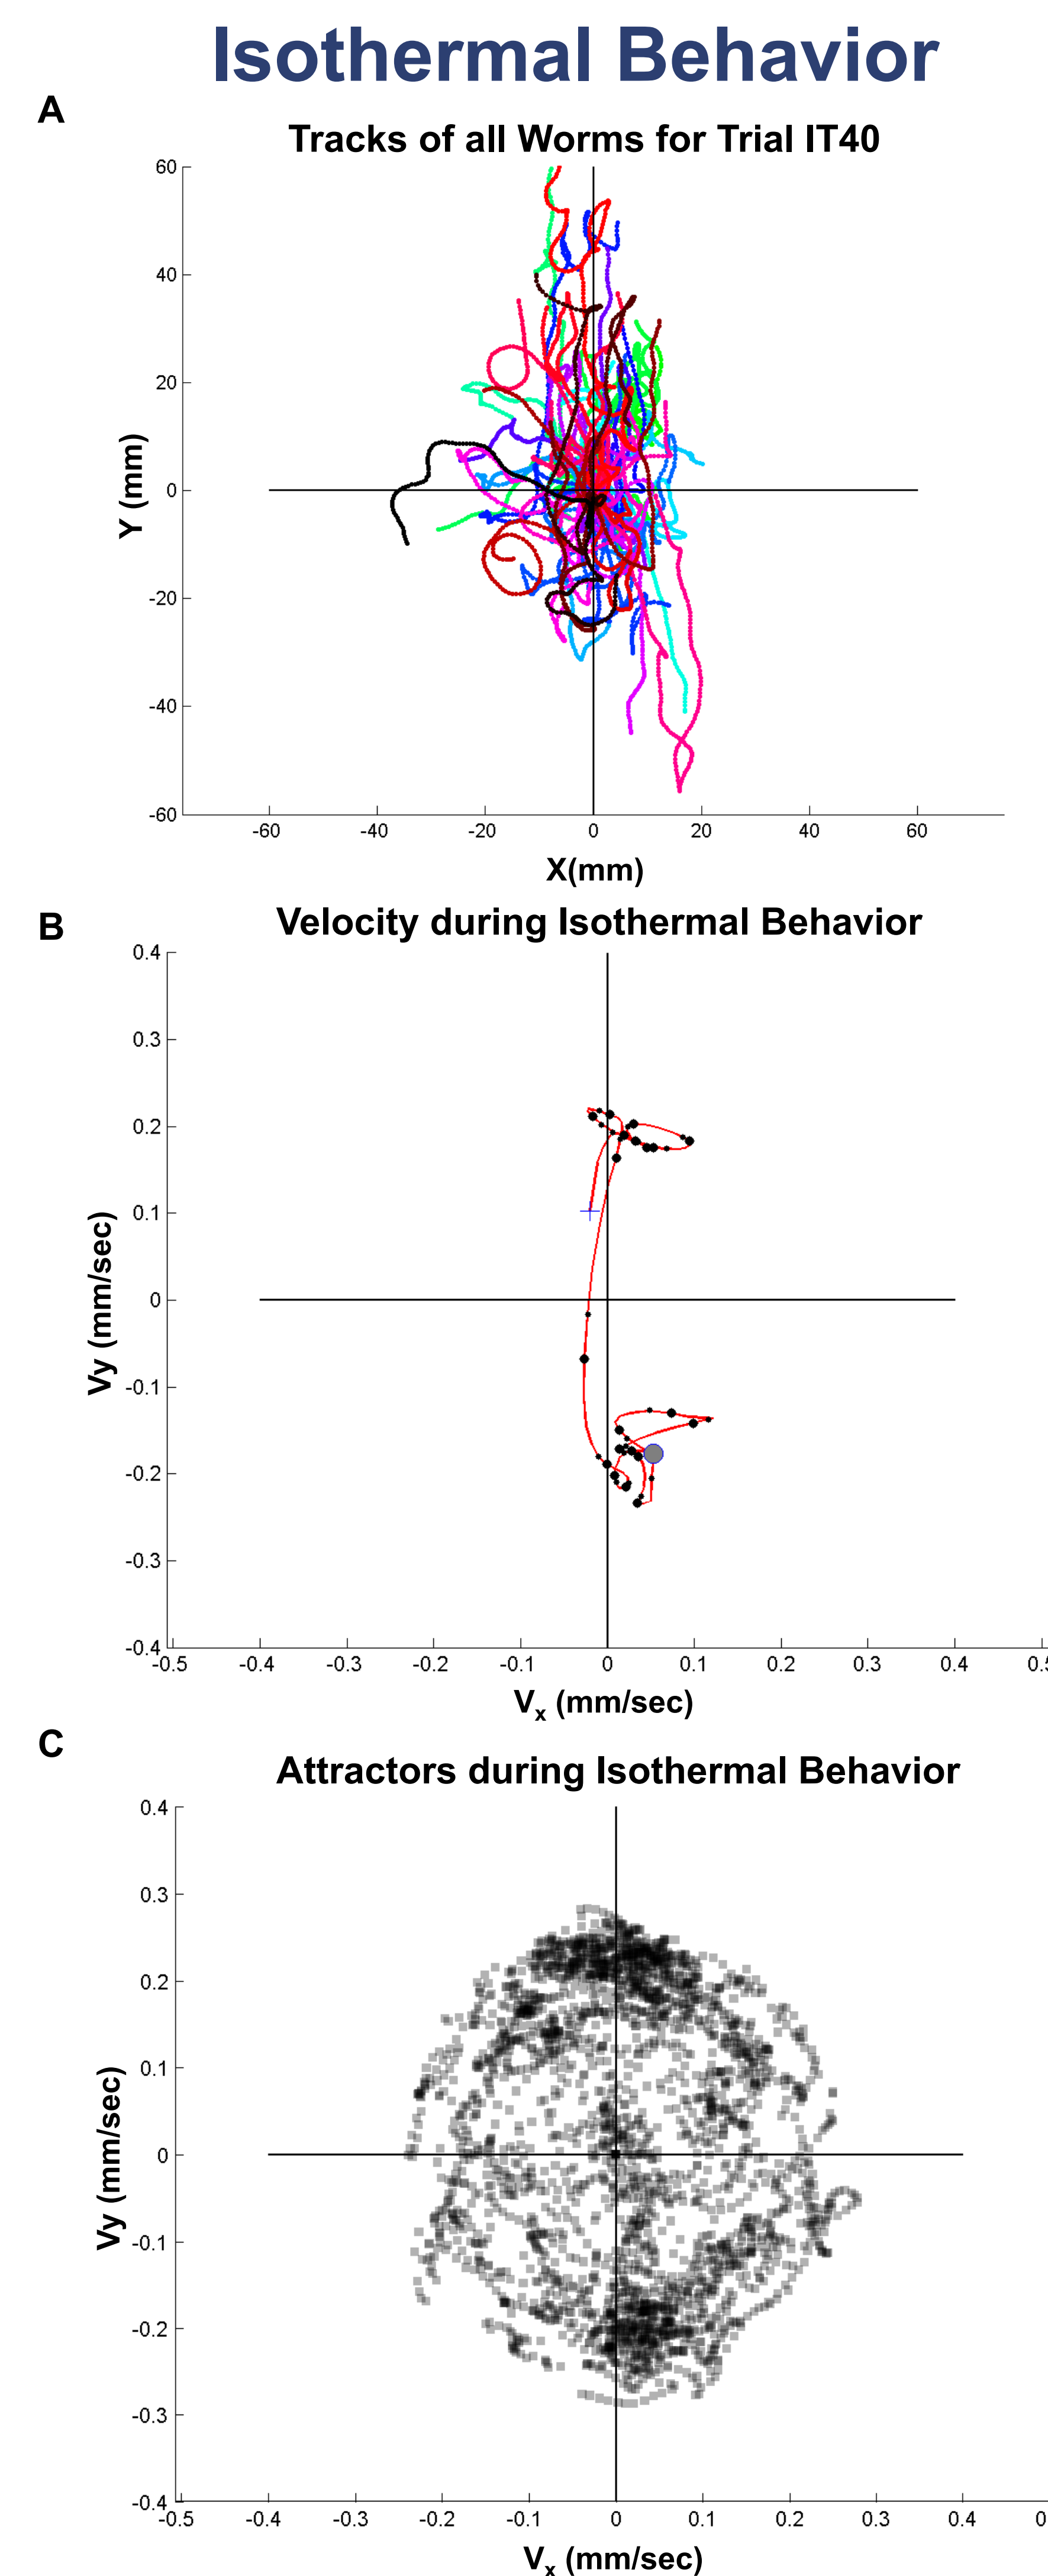 Isothermal Behavior
A
Tracks of all Worms for Trial IT40
60
40
20
0
-20
-40
-60
Y (mm)
-60 -40 -20 0 20 40 60
X(mm)
B
Velocity during Isothermal Behavior
0.4
0.3
0.2
0.1
0
-0.1
-0.2
-0.3
-0.4
Vy (mm/sec)
-0.5 -0.4 -0.3 -0.2 -0.1 0 0.1 0.2 0.3 0.4
Vx (mm/sec)
C
Attractors during Isothermal Behavior
0.4
0.3
0.2
0.1
0
-0.1
-0.2
-0.3
-0.4
Vy (mm/sec)
-0.5 -0.4 -0.3 -0.2 -0.1 0 0.1 0.2 0.3 0.4
Vx (mm/sec)